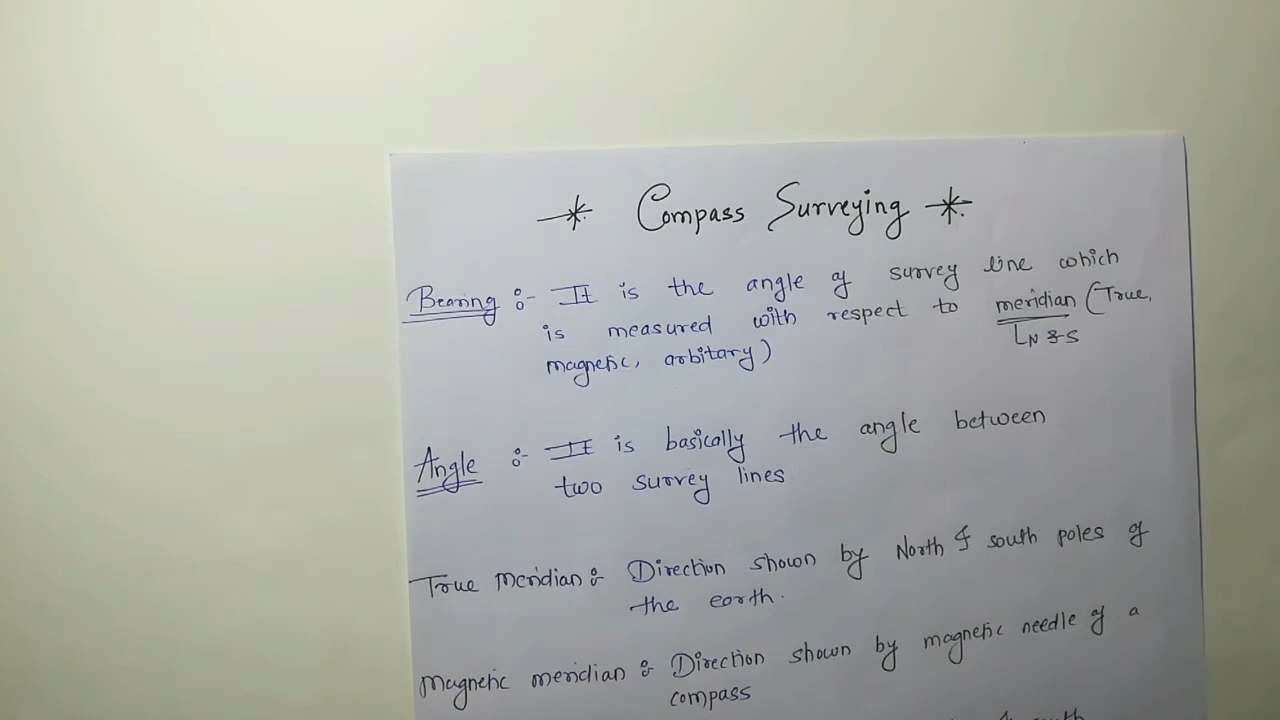 * Compass Surveying *.
Bearing :- It is the angle of survey line which
is measured with respect to meridian (True,
N & S
magnetic, arbitary)
Angle :- It is basically the angle between
two survey lines
True Meridian :- Direction shown by North & south poles of
the earth.
Magnetic meridian :- Direction shown by magnetic needle of a
compass